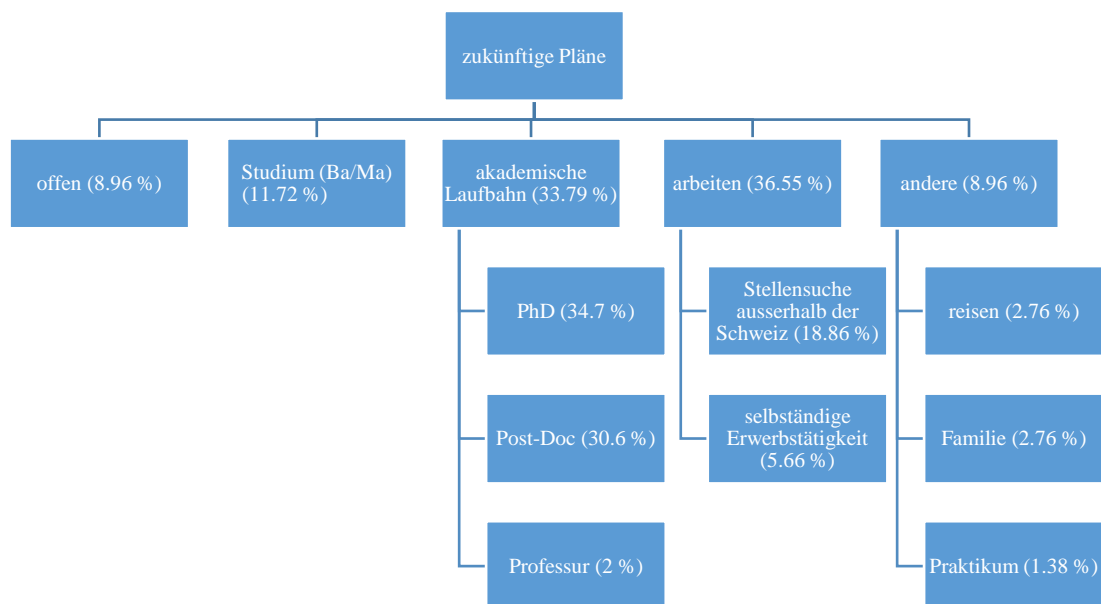 zukünftige Pläne
offen (8.96 %)
Studium (Ba/Ma)
(11.72 %)
akademische
Laufbahn (33.79 %)
arbeiten (36.55 %)
andere (8.96 %)
PhD (34.7 %)
Stellensuche
ausserhalb der
Schweiz (18.86 %)
reisen (2.76 %)
Post-Doc (30.6 %)
selbständige
Erwerbstätigkeit
(5.66 %)
Familie (2.76 %)
Professur (2 %)
Praktikum (1.38 %)